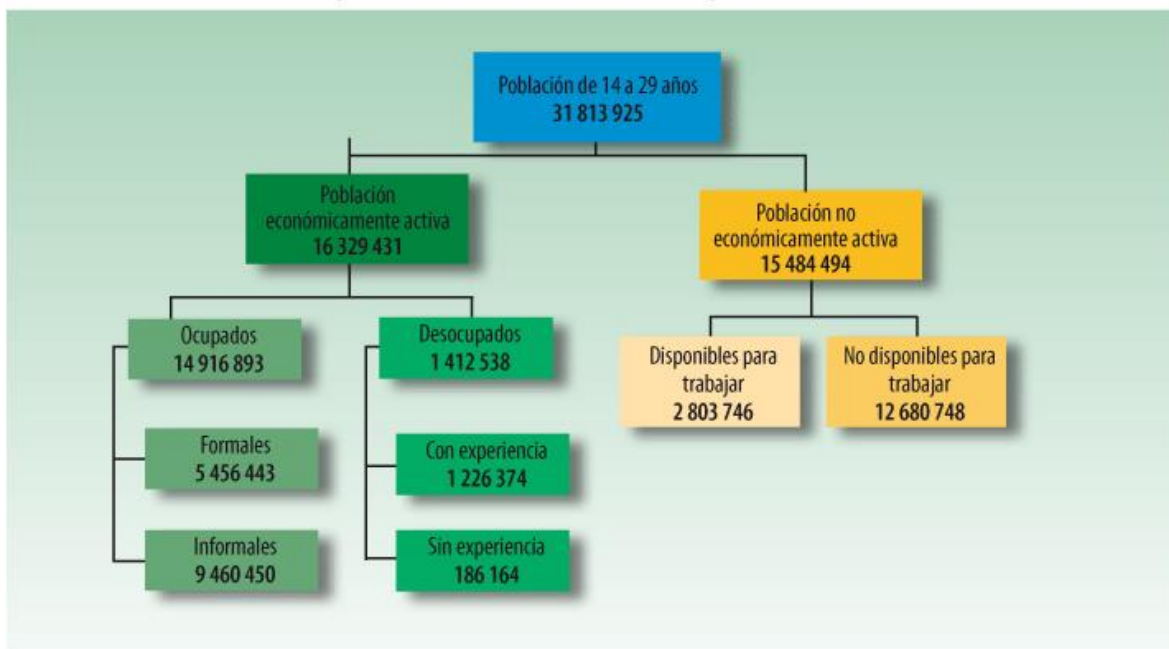 Población de 14 a 29 años
31 813 925
Población
económicamente activa
16 329 431
Población no
económicamente activa
15 484 494
Ocupados
14 916 893
Desocupados
1 412 538
Disponibles para
trabajar
2 803 746
No disponibles para
trabajar
12 680 748
Formales
5 456 443
Con experiencia
1 226 374
Informales
9 460 450
Sin experiencia
186 164